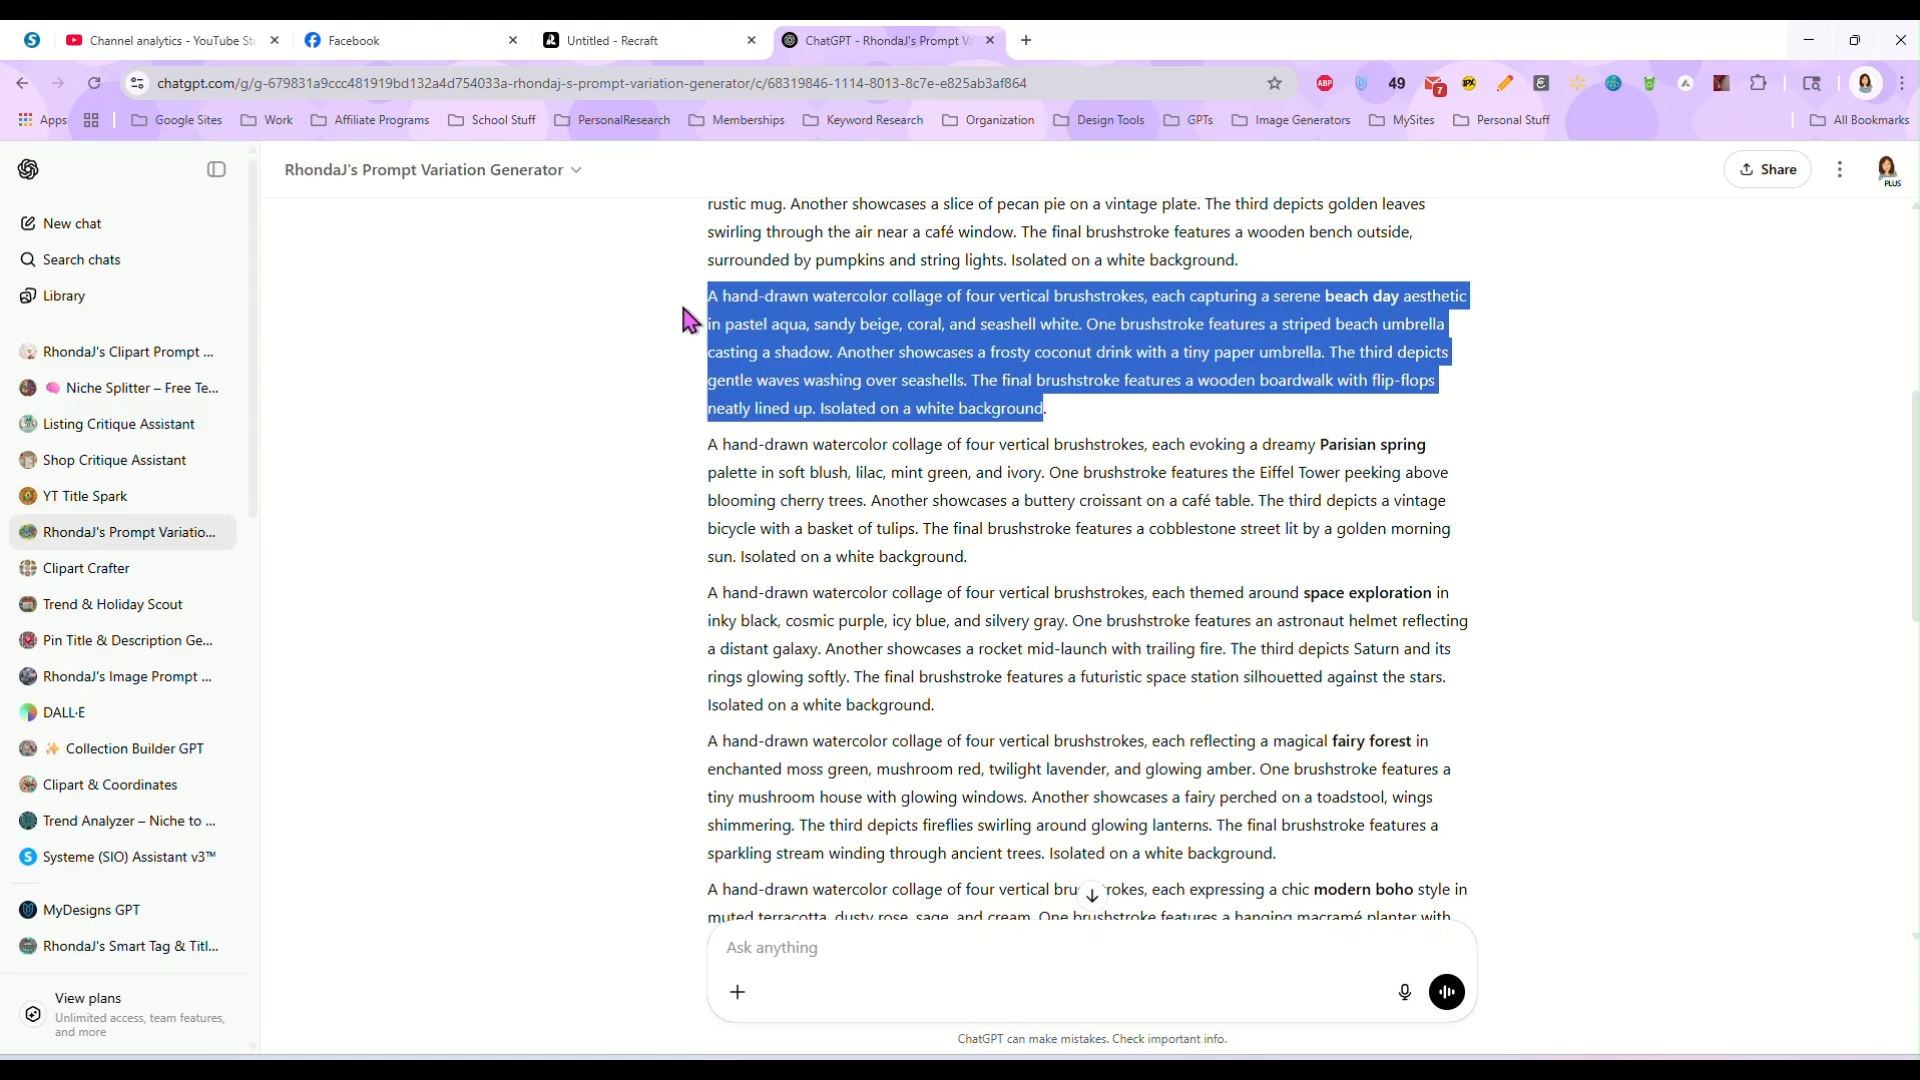 Channel analytics - YouTube St
Facebook
Untitled - Recraft
ChatGPT - RhondaJ's Prompt Va
chatgpt.com/g/g-679831a9ccc481919bd132a4d754033a-rhondaj-s-prompt-variation-generator/c/68319846-1114-8013-8c7e-e825ab3af864
ABP
49
7
Apps
Google Sites
Work
Affiliate Programs
School Stuff
PersonalResearch
Memberships
Keyword Research
Organization
Design Tools
GPTs
Image Generators
MySites
Personal Stuff
All Bookmarks
RhondaJ's Prompt Variation Generator
Share
PLUS
New chat
Search chats
Library
RhondaJ's Clipart Prompt ...
Niche Splitter – Free Te...
Listing Critique Assistant
Shop Critique Assistant
YT Title Spark
RhondaJ's Prompt Variatio...
Clipart Crafter
Trend & Holiday Scout
Pin Title & Description Ge...
RhondaJ's Image Prompt ...
DALL·E
Collection Builder GPT
Clipart & Coordinates
Trend Analyzer – Niche to ...
Systeme (SIO) Assistant v3™
MyDesigns GPT
RhondaJ's Smart Tag & Titl...
View plans
Unlimited access, team features,
and more
rustic mug. Another showcases a slice of pecan pie on a vintage plate. The third depicts golden leaves
swirling through the air near a café window. The final brushstroke features a wooden bench outside,
surrounded by pumpkins and string lights. Isolated on a white background.
A hand-drawn watercolor collage of four vertical brushstrokes, each capturing a serene beach day aesthetic
in pastel aqua, sandy beige, coral, and seashell white. One brushstroke features a striped beach umbrella
casting a shadow. Another showcases a frosty coconut drink with a tiny paper umbrella. The third depicts
gentle waves washing over seashells. The final brushstroke features a wooden boardwalk with flip-flops
neatly lined up. Isolated on a white background.
A hand-drawn watercolor collage of four vertical brushstrokes, each evoking a dreamy Parisian spring
palette in soft blush, lilac, mint green, and ivory. One brushstroke features the Eiffel Tower peeking above
blooming cherry trees. Another showcases a buttery croissant on a café table. The third depicts a vintage
bicycle with a basket of tulips. The final brushstroke features a cobblestone street lit by a golden morning
sun. Isolated on a white background.
A hand-drawn watercolor collage of four vertical brushstrokes, each themed around space exploration in
inky black, cosmic purple, icy blue, and silvery gray. One brushstroke features an astronaut helmet reflecting
a distant galaxy. Another showcases a rocket mid-launch with trailing fire. The third depicts Saturn and its
rings glowing softly. The final brushstroke features a futuristic space station silhouetted against the stars.
Isolated on a white background.
A hand-drawn watercolor collage of four vertical brushstrokes, each reflecting a magical fairy forest in
enchanted moss green, mushroom red, twilight lavender, and glowing amber. One brushstroke features a
tiny mushroom house with glowing windows. Another showcases a fairy perched on a toadstool, wings
shimmering. The third depicts fireflies swirling around glowing lanterns. The final brushstroke features a
sparkling stream winding through ancient trees. Isolated on a white background.
A hand-drawn watercolor collage of four vertical bru rokes, each expressing a chic modern boho style in
muted terracotta, dusty rose, sage, and cream. One brushstroke features a hanging macramé planter with
Ask anything
ChatGPT can make mistakes. Check important info.